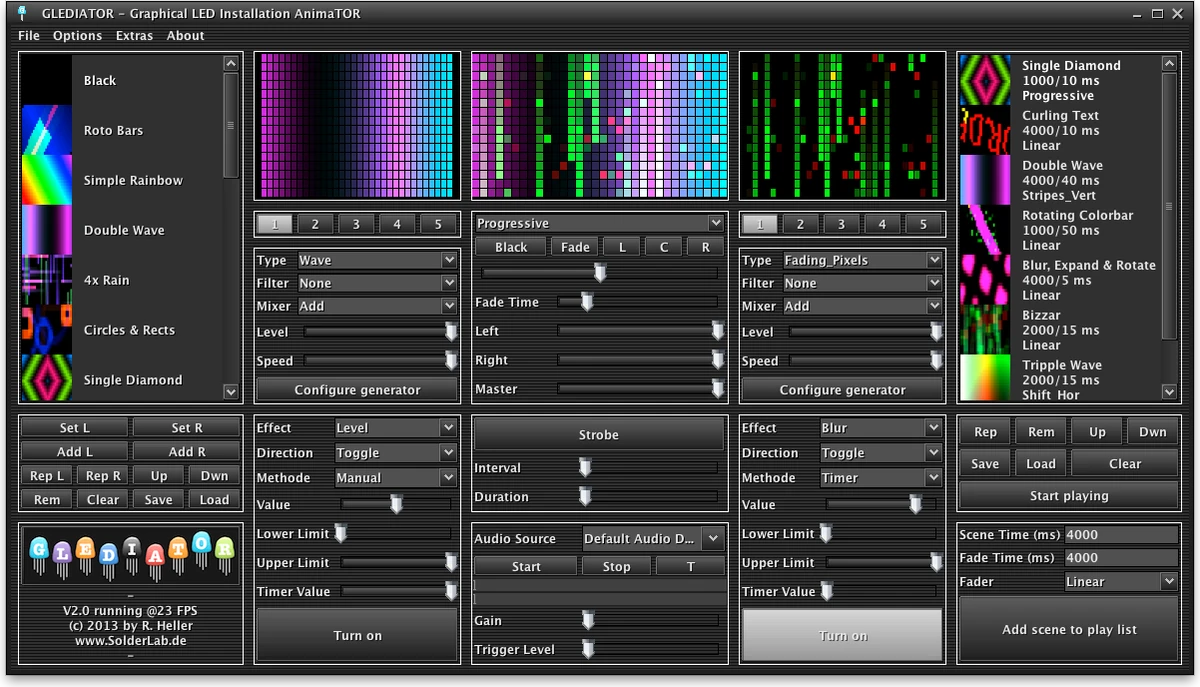 GLEDIATOR - Graphical LED Installation AnimaTOR
File Options Extras About
Black
Roto Bars
Simple Rainbow
Double Wave
4x Rain
Circles & Rects
Single Diamond
Set L Set R
Add L Add R
Rep L Rep R Up Dwn
Rem Clear Save Load
GLEDIATOR
V2.0 running @23 FPS
(c) 2013 by R. Heller
www.SolderLab.de
1 2 3 4 5
Type Wave
Filter None
Mixer Add
Level
Speed
Configure generator
Effect Level
Direction Toggle
Methode Manual
Value
Lower Limit
Upper Limit
Timer Value
Turn on
Progressive
Black Fade L C R
Fade Time
Left
Right
Master
Strobe
Interval
Duration
Audio Source Default Audio D...
Start Stop T
Gain
Trigger Level
1 2 3 4 5
Type Fading_Pixels
Filter None
Mixer Add
Level
Speed
Configure generator
Effect Blur
Direction Toggle
Methode Timer
Value
Lower Limit
Upper Limit
Timer Value
Turn on
Single Diamond
1000/10 ms
Progressive
Curling Text
4000/10 ms
Linear
Double Wave
4000/40 ms
Stripes_Vert
Rotating Colorbar
1000/50 ms
Linear
Blur, Expand & Rotate
4000/5 ms
Linear
Bizzar
2000/15 ms
Linear
Tripple Wave
2000/15 ms
Shift_Hor
Rep Rem Up Dwn
Save Load Clear
Start playing
Scene Time (ms) 4000
Fade Time (ms) 4000
Fader Linear
Add scene to play list